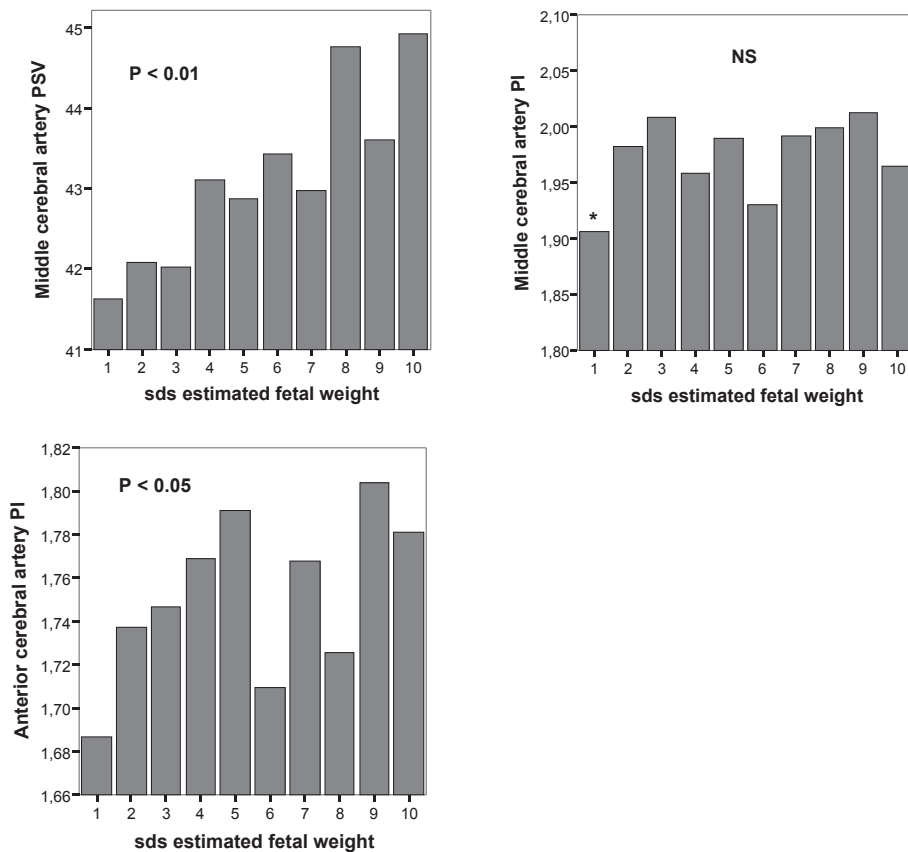 Middle cerebral artery PSV
P < 0.01
45
44
43
42
41
1 2 3 4 5 6 7 8 9 10
sds estimated fetal weight
Middle cerebral artery PI
NS
2,10
2,05
2,00
1,95
1,90
1,85
1,80
*
1 2 3 4 5 6 7 8 9 10
sds estimated fetal weight
Anterior cerebral artery PI
P < 0.05
1,82
1,80
1,78
1,76
1,74
1,72
1,70
1,68
1,66
1 2 3 4 5 6 7 8 9 10
sds estimated fetal weight